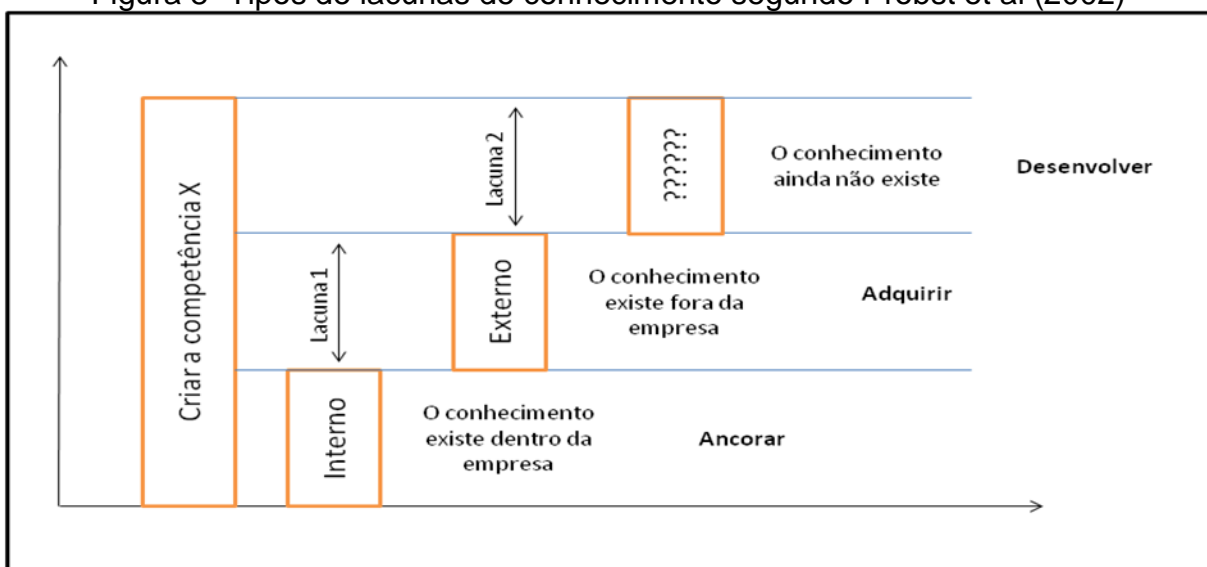 Figura 3- Tipos de lacunas de conhecimento segundo Probst et al (2002)
Criar a competência X
Lacuna 2
???????
O conhecimento
ainda não existe
Desenvolver
Lacuna 1
Externo
O conhecimento
existe fora da
empresa
Adquirir
Interno
O conhecimento
existe dentro da
empresa
Ancorar